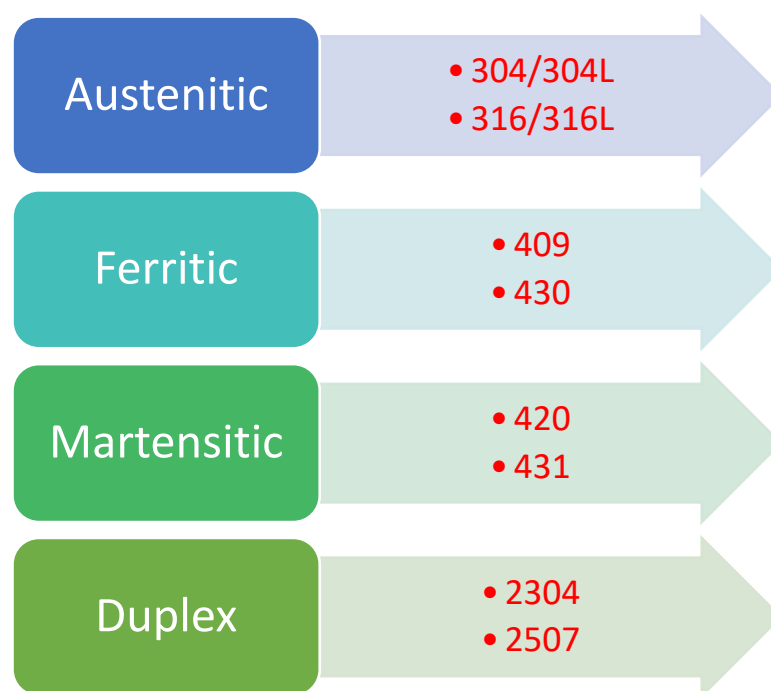 Austenitic
• 304/304L
• 316/316L
Ferritic
• 409
• 430
Martensitic
• 420
• 431
Duplex
• 2304
• 2507